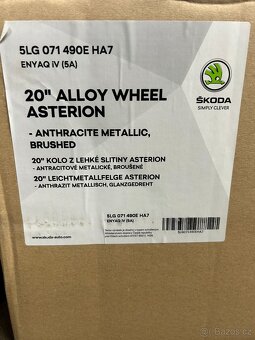 5LG 071 490E HA7
ENYAQ iV (5A)
20" ALLOY WHEEL
ASTERION
- ANTHRACITE METALLIC,
BRUSHED
20" KOLO Z LEHKÉ SLITINY ASTERION
- ANTRACITOVÉ METALICKÉ, BROUŠENÉ
20" LEICHTMETALLFELGE ASTERION
- ANTHRAZIT METALLISCH, GLANZGEDREHT
ŠKODA
SIMPLY CLEVER
5LG 071 490E HA7
ENYAQ iV (5A)
5LG071490EHA7
www.skoda-auto.com